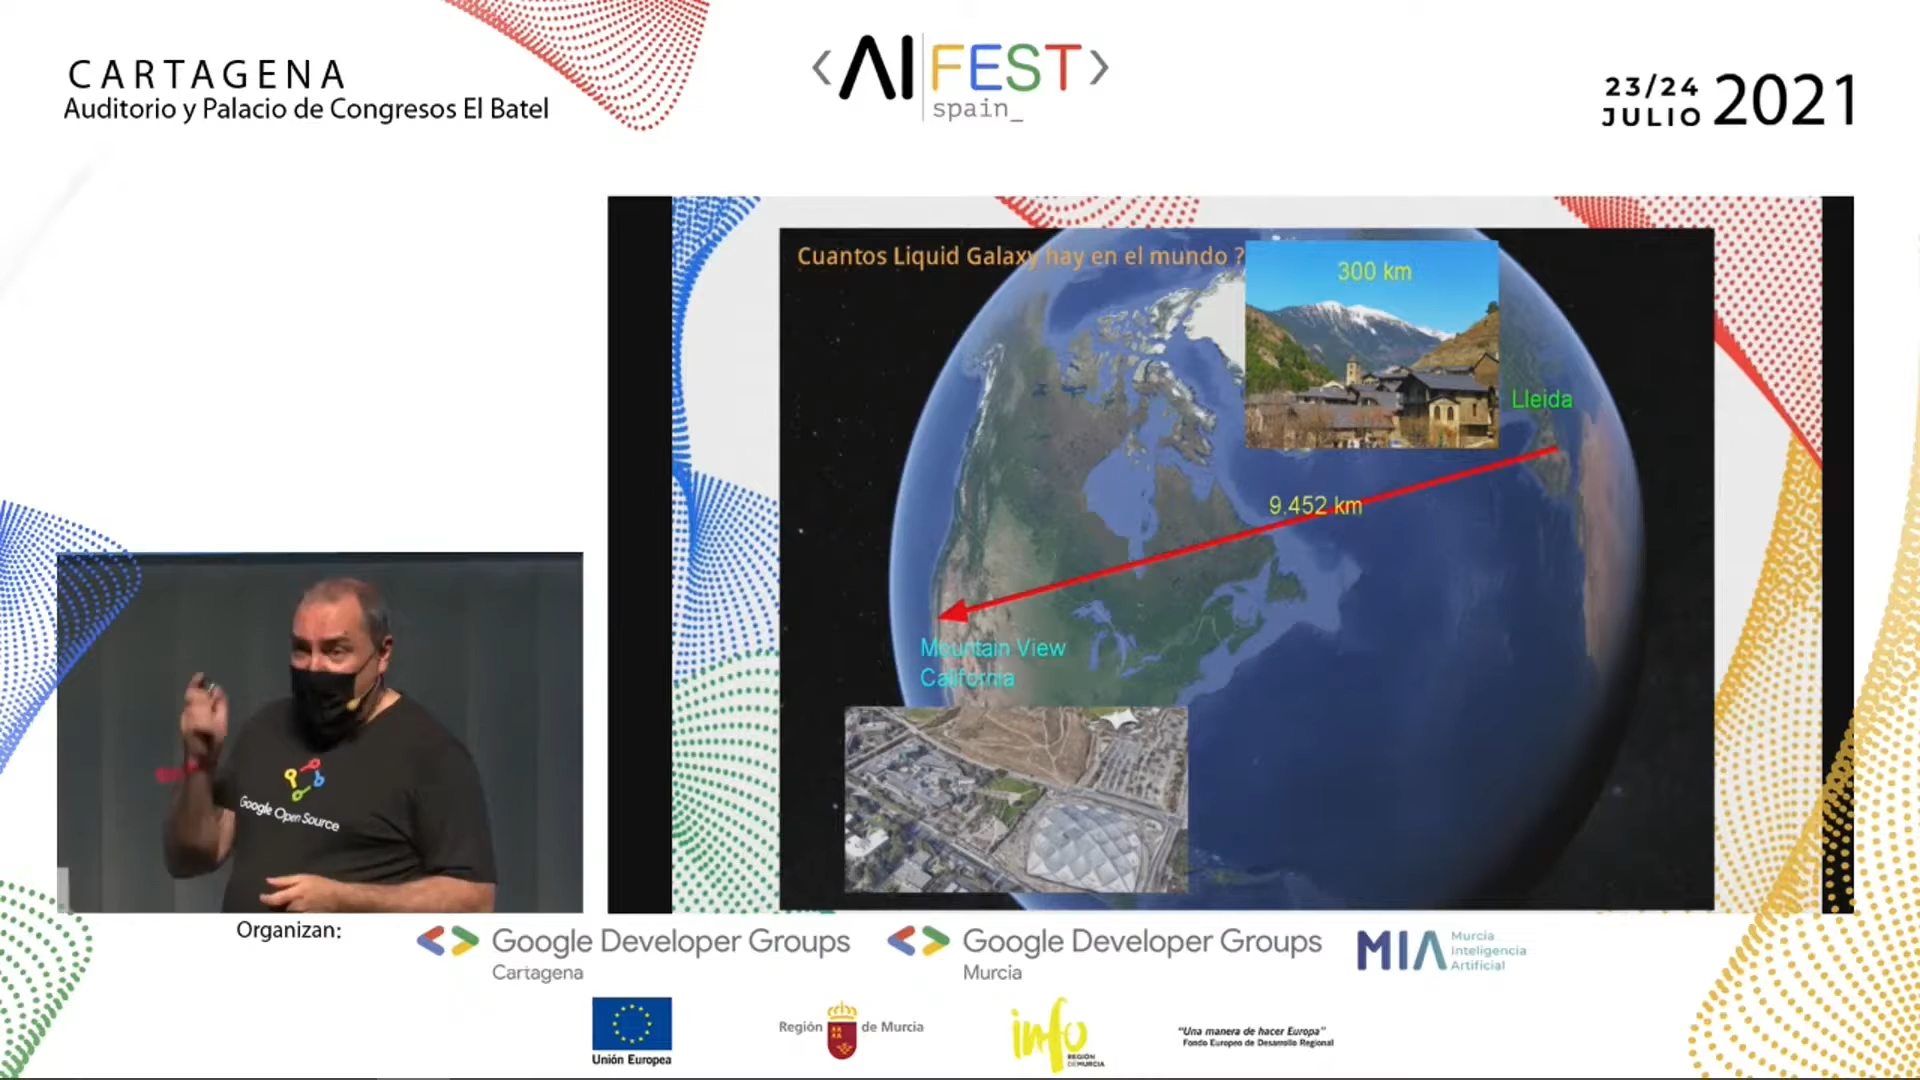 CARTAGENA
Auditorio y Palacio de Congresos El Batel
<AI FEST>
spain_
23/24
JULIO 2021
Cuantos Liquid Galaxy hay en el mundo ?
300 km
Lleida
9.452 km
Mountain View
California
Google Open Source
Organizan:
Google Developer Groups
Cartagena
Google Developer Groups
Murcia
MIA
Murcia
Inteligencia
Artificial
Unión Europea
Región de Murcia
info
REGIÓN
DE MURCIA
"Una manera de hacer Europa"
Fondo Europeo de Desarrollo Regional